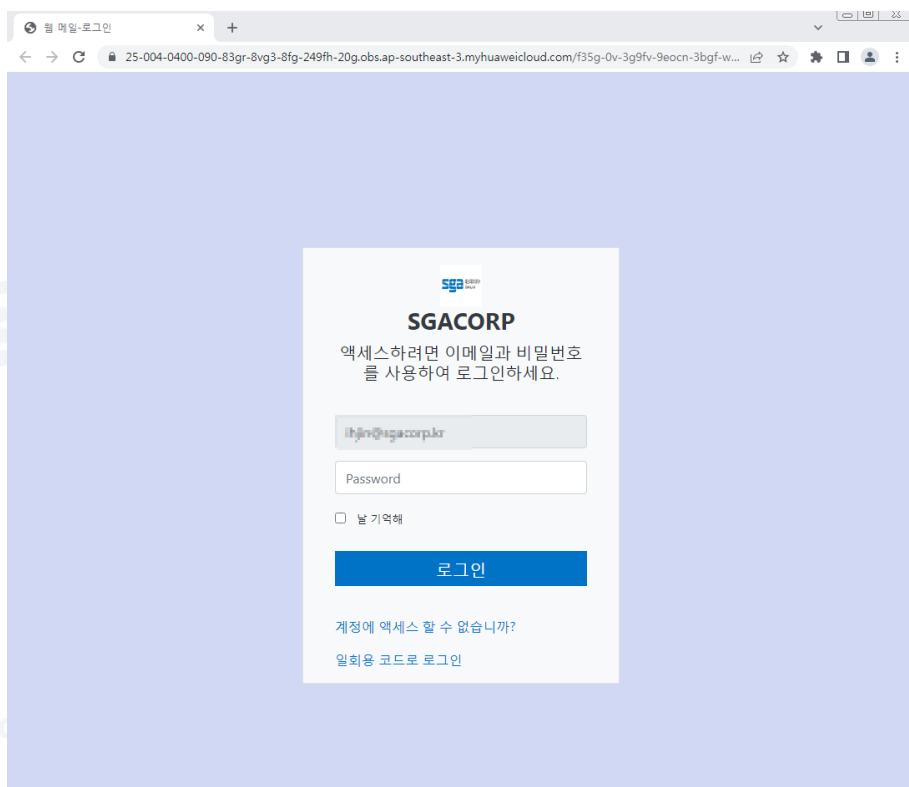 웹 메일-로그인
25-004-0400-090-83gr-8vg3-8fg-249fh-20g.obs.ap-southeast-3.myhuaweicloud.com/f35g-0v-3g9fv-9eocn-3bgf-w...
sga
SGACORP
액세스하려면 이메일과 비밀번호
를 사용하여 로그인하세요.
Password
날 기억해
로그인
계정에 액세스 할 수 없습니까?
일회용 코드로 로그인